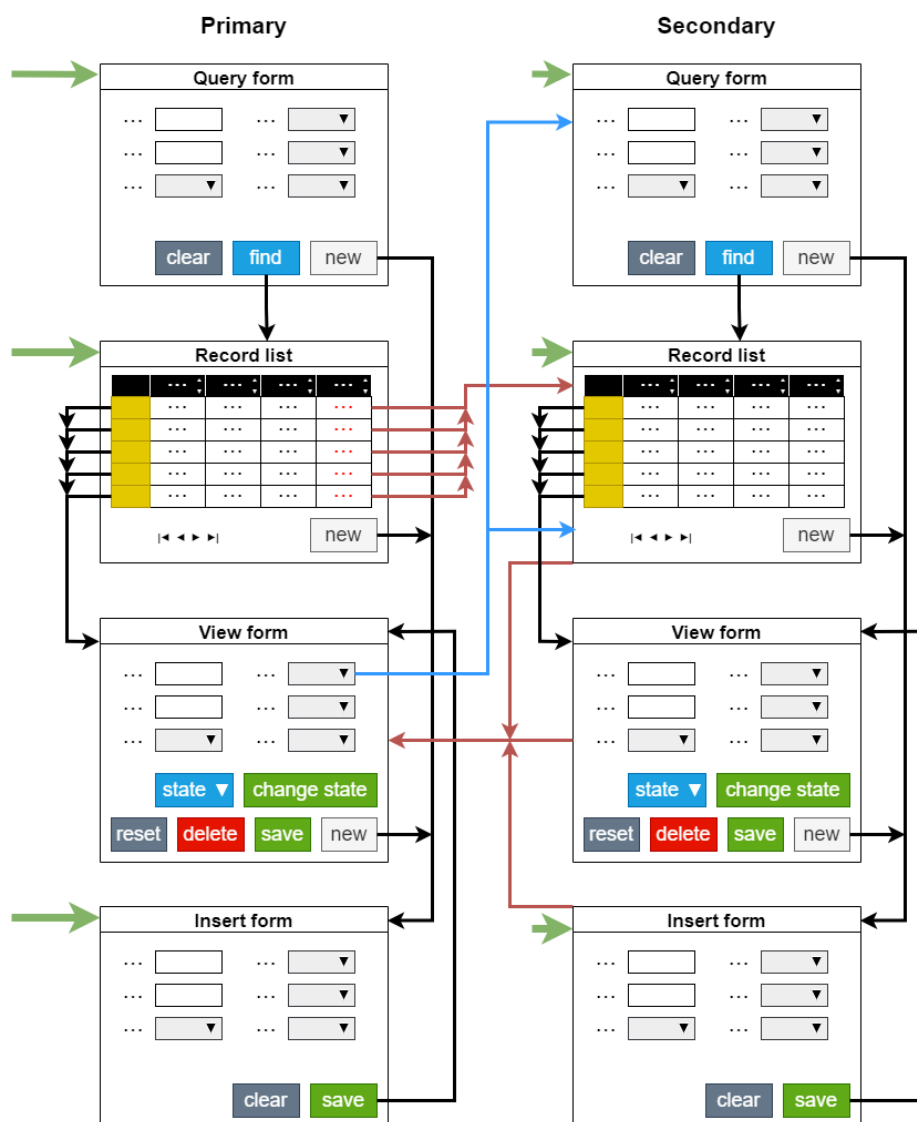 Primary
Secondary
Query form
... ...
... ...
... ...
clear find new
Query form
... ...
... ...
... ...
clear find new
Record list
... ... ... ...
... ... ... ...
... ... ... ...
... ... ... ...
... ... ... ...
... ... ... ...
new
Record list
... ... ... ...
... ... ... ...
... ... ... ...
... ... ... ...
... ... ... ...
... ... ... ...
new
View form
... ...
... ...
... ...
state ▼ change state
reset delete save new
View form
... ...
... ...
... ...
state ▼ change state
reset delete save new
Insert form
... ...
... ...
... ...
clear save
Insert form
... ...
... ...
... ...
clear save